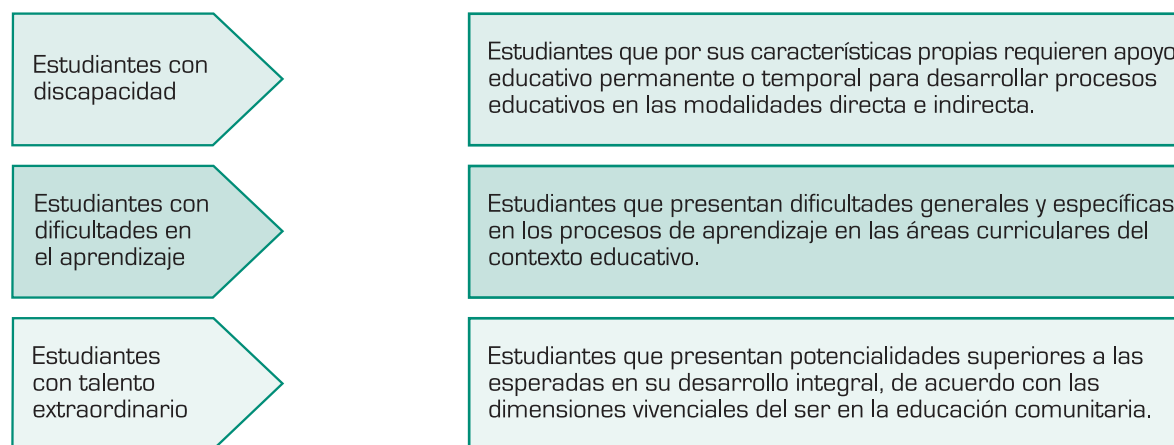 Estudiantes con
discapacidad
Estudiantes que por sus características propias requieren apoyo
educativo permanente o temporal para desarrollar procesos
educativos en las modalidades directa e indirecta.
Estudiantes con
dificultades en
el aprendizaje
Estudiantes que presentan dificultades generales y específicas
en los procesos de aprendizaje en las áreas curriculares del
contexto educativo.
Estudiantes
con talento
extraordinario
Estudiantes que presentan potencialidades superiores a las
esperadas en su desarrollo integral, de acuerdo con las
dimensiones vivenciales del ser en la educación comunitaria.